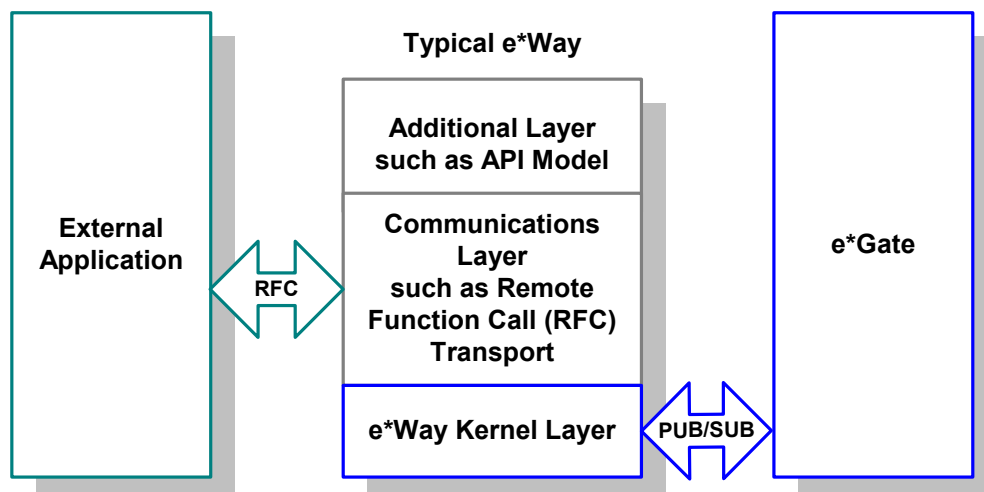 Typical e*Way
Additional Layer
such as API Model
External
Application
RFC
Communications
Layer
such as Remote
Function Call (RFC)
Transport
e*Way Kernel Layer
PUB/SUB
e*Gate